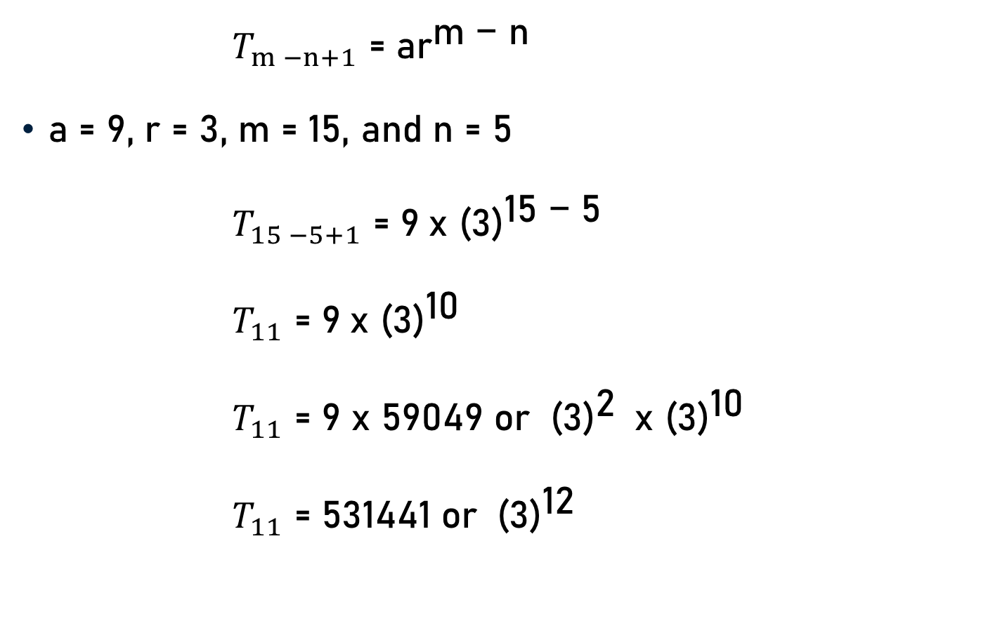 T_{m −n+1} = ar^{m − n}
• a = 9, r = 3, m = 15, and n = 5
T_{15 −5+1} = 9 x (3)^{15 − 5}
T_{11} = 9 x (3)^{10}
T_{11} = 9 x 59049 or (3)^{2} x (3)^{10}
T_{11} = 531441 or (3)^{12}